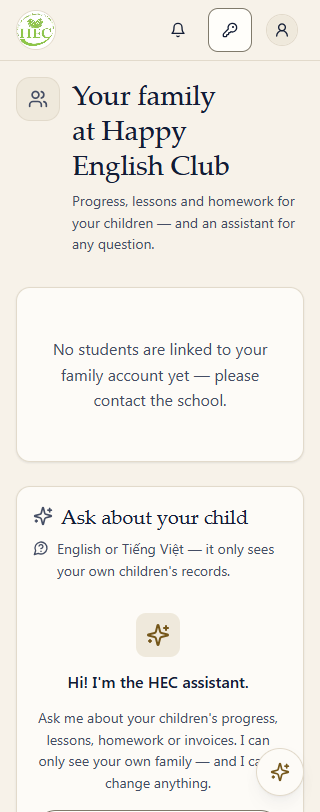 HEC
Your family
at Happy
English Club
Progress, lessons and homework for
your children — and an assistant for
any question.
No students are linked to your
family account yet — please
contact the school.
Ask about your child
English or Tiếng Việt — it only sees
your own children's records.
Hi! I'm the HEC assistant.
Ask me about your children's progress,
lessons, homework or invoices. I can
only see your own family — and I
change anything.